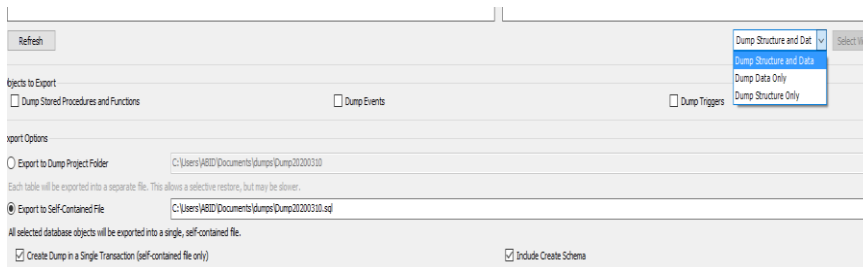 Refresh
Dump Structure and Dat
Select
Dump Structure and Data
Dump Data Only
Dump Structure Only
bjects to Export
Dump Stored Procedures and Functions
Dump Events
Dump Triggers
xport Options
Export to Dump Project Folder
C:\Users\ABID\Documents\dumps\Dump20200310
Each table will be exported into a separate file. This allows a selective restore, but may be slower.
Export to Self-Contained File
C:\Users\ABID\Documents\dumps\Dump20200310.sql
All selected database objects will be exported into a single, self-contained file.
Create Dump in a Single Transaction (self-contained file only)
Include Create Schema